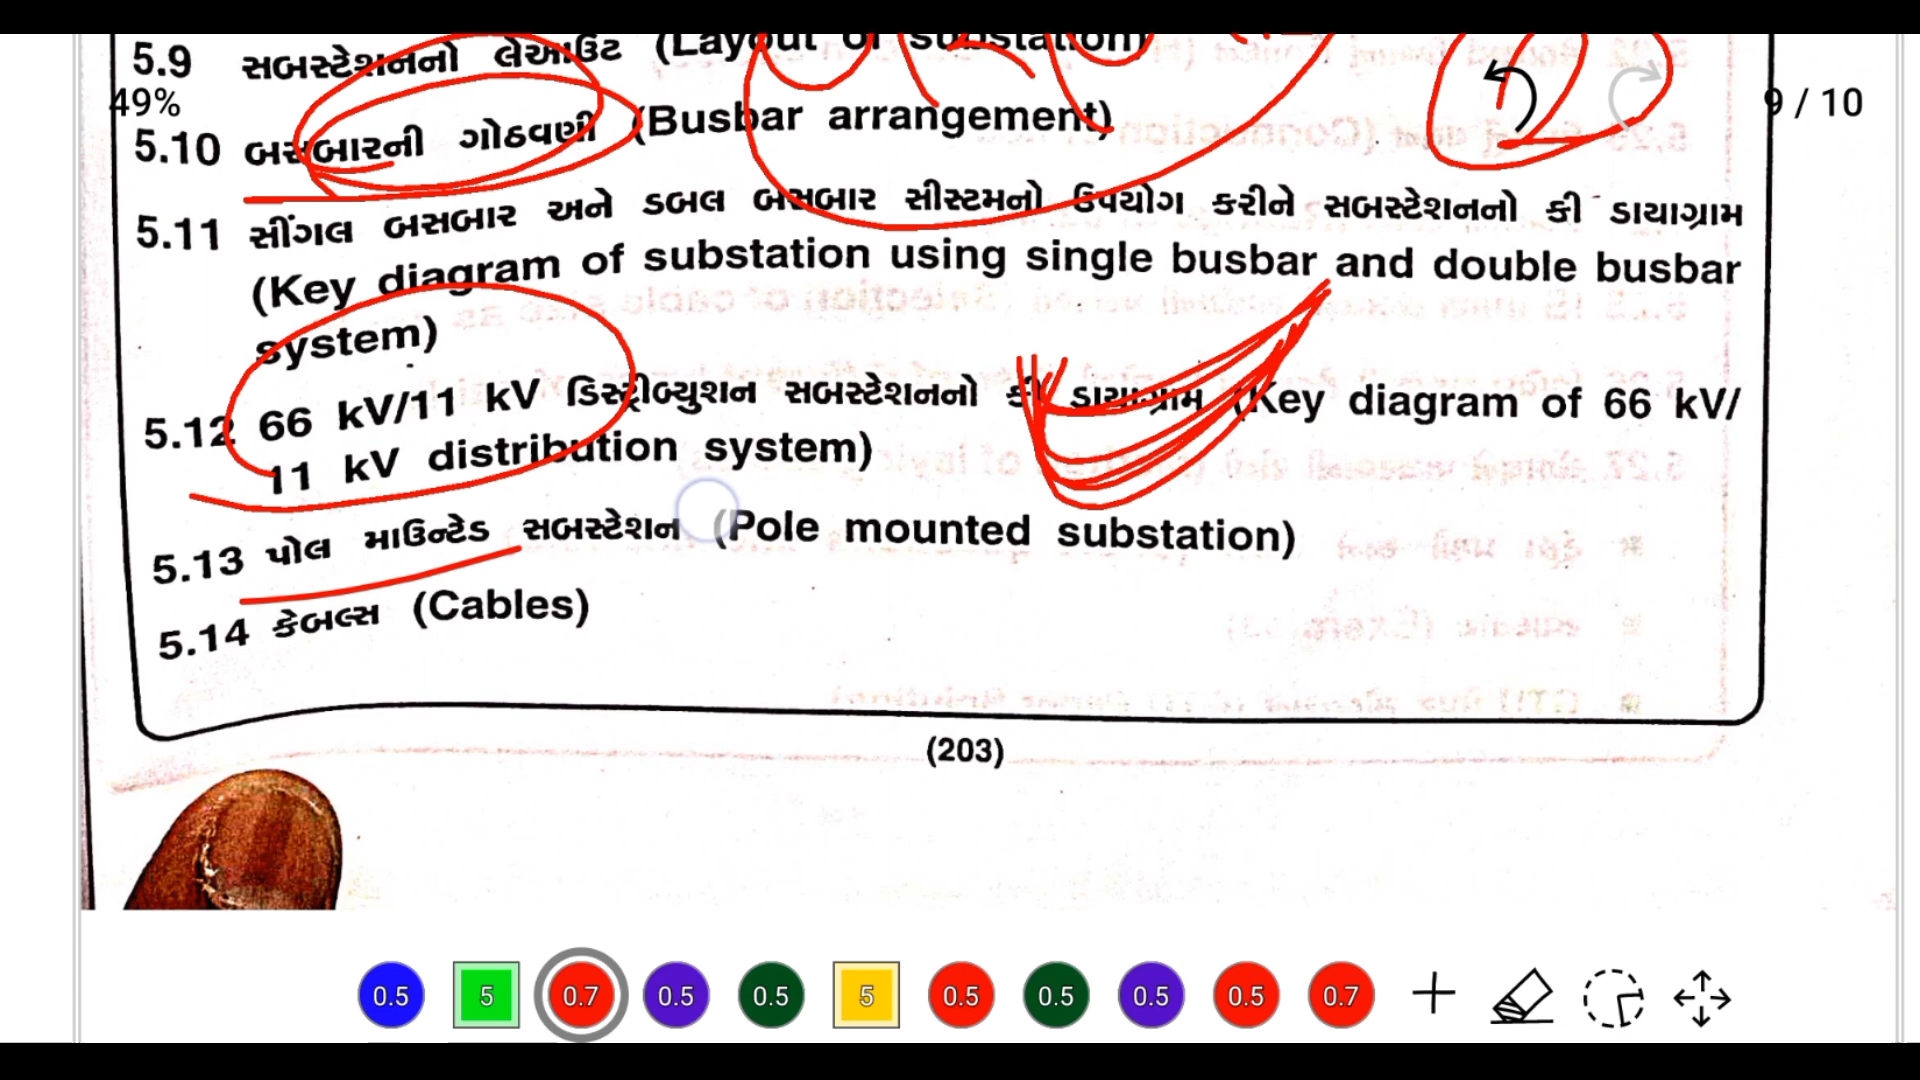 5.9 સબસ્ટેશનનો લેઆઉટ (Layout of substation)
49%
9 / 10
5.10 બસબારની ગોઠવણી (Busbar arrangement)
5.11 સીંગલ બસબાર અને ડબલ બસબાર સીસ્ટમનો ઉપયોગ કરીને સબસ્ટેશનનો કી ડાયાગ્રામ
(Key diagram of substation using single busbar and double busbar
system)
5.12 66 kV/11 kV ડિસ્ટ્રીબ્યુશન સબસ્ટેશનનો કી ડાયાગ્રામ (Key diagram of 66 kV/
11 kV distribution system)
5.13 પોલ માઉન્ટેડ સબસ્ટેશન (Pole mounted substation)
5.14 કેબલ્સ (Cables)
(203)
0.5 5 0.7 0.5 0.5 5 0.5 0.5 0.5 0.5 0.7